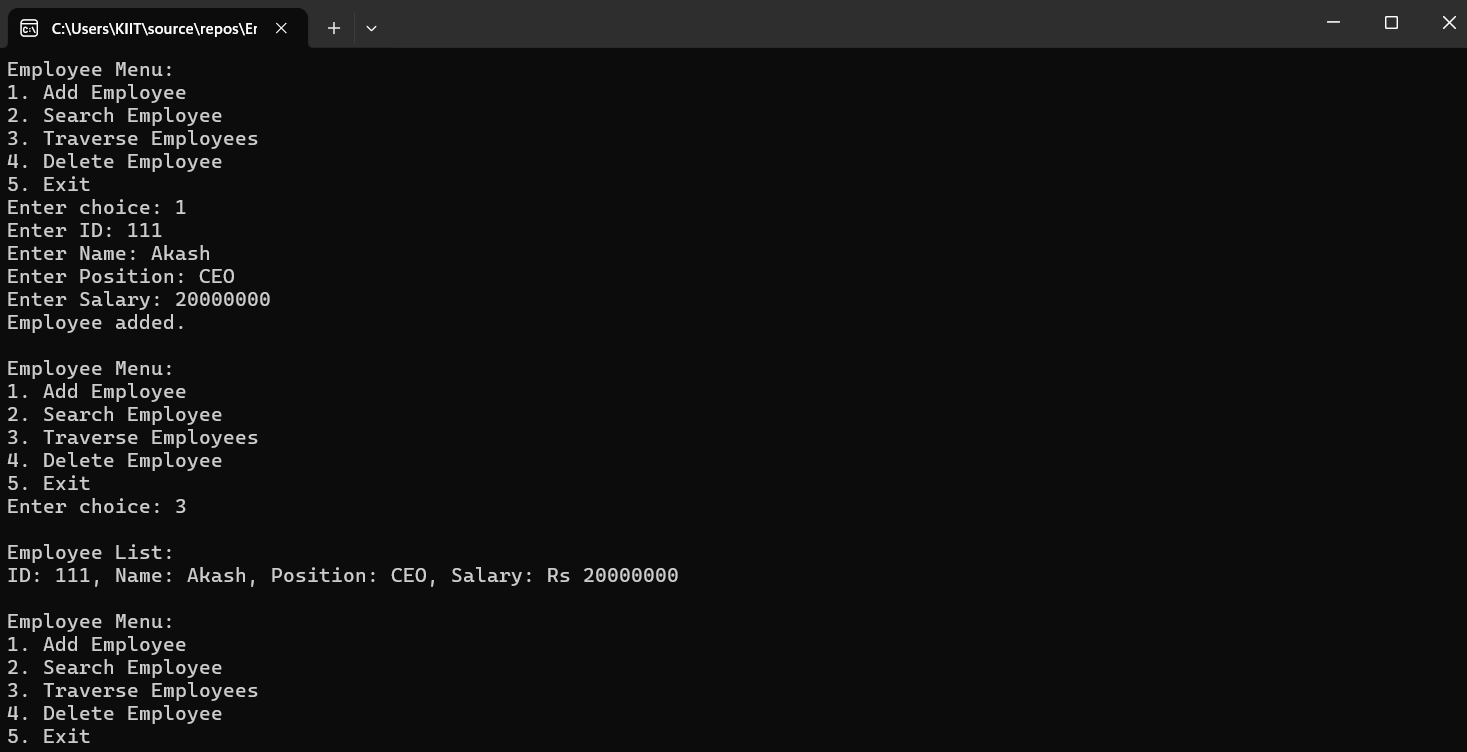 C:\Users\KIIT\source\repos\Er
Employee Menu:
1. Add Employee
2. Search Employee
3. Traverse Employees
4. Delete Employee
5. Exit
Enter choice: 1
Enter ID: 111
Enter Name: Akash
Enter Position: CEO
Enter Salary: 20000000
Employee added.
Employee Menu:
1. Add Employee
2. Search Employee
3. Traverse Employees
4. Delete Employee
5. Exit
Enter choice: 3
Employee List:
ID: 111, Name: Akash, Position: CEO, Salary: Rs 20000000
Employee Menu:
1. Add Employee
2. Search Employee
3. Traverse Employees
4. Delete Employee
5. Exit